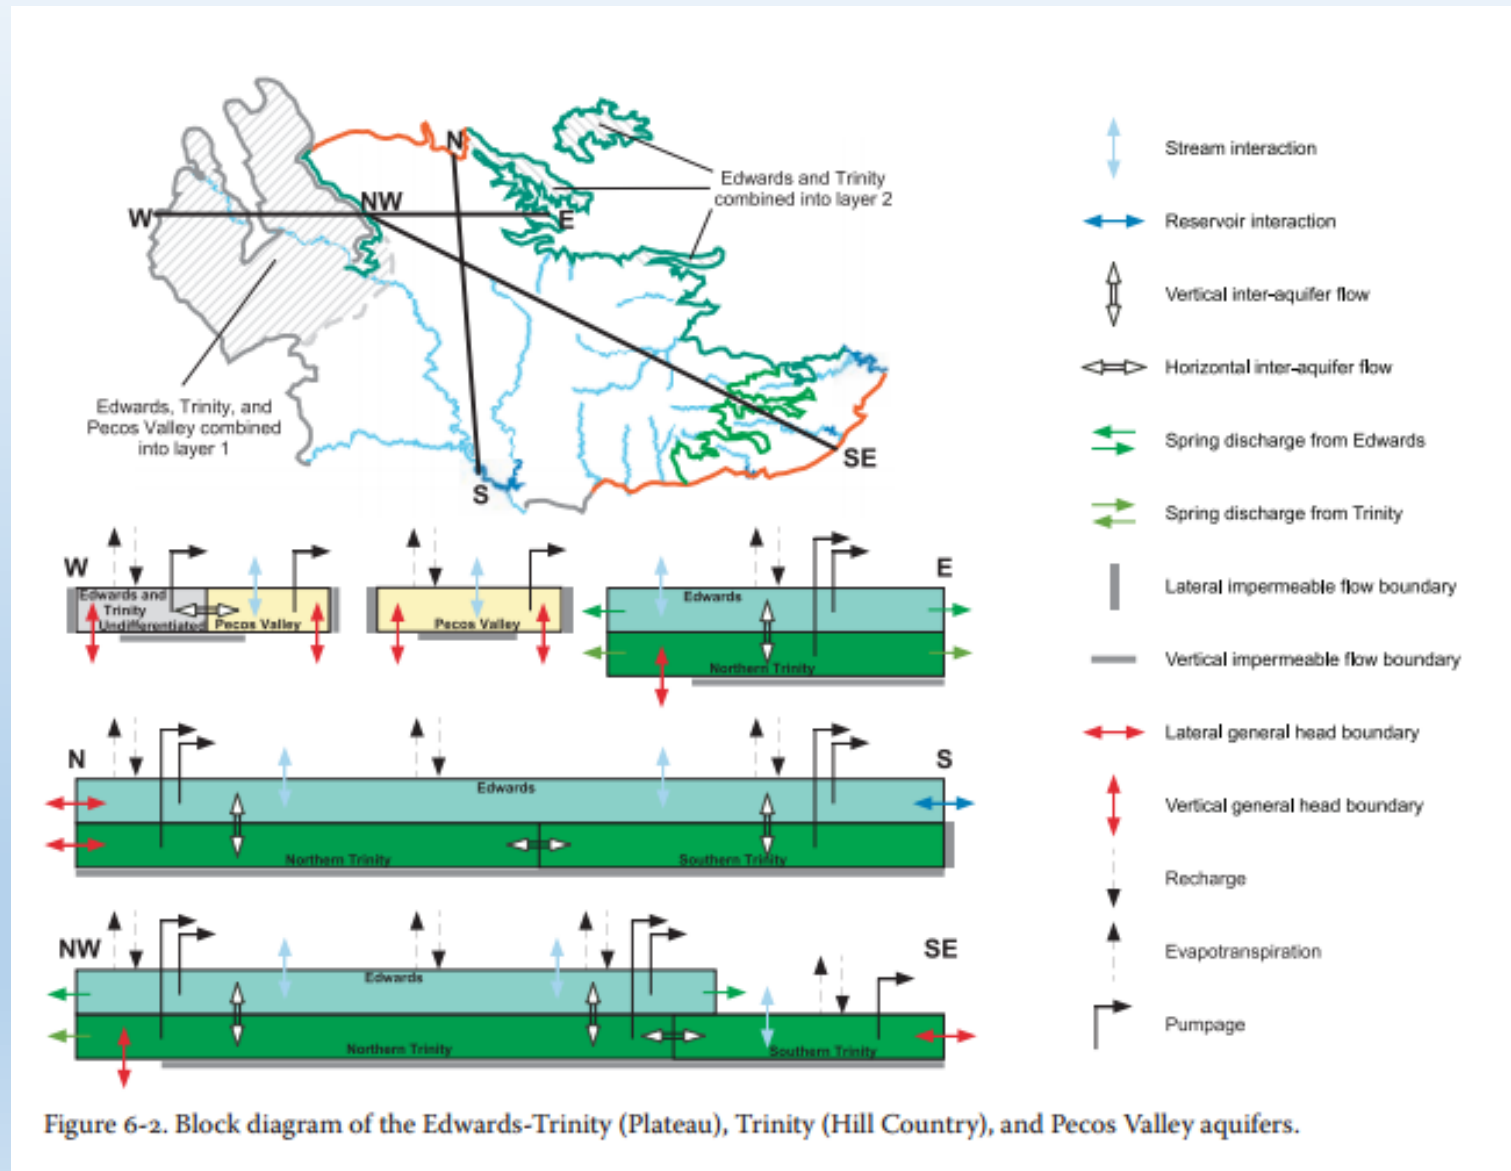 N
Edwards and Trinity
combined into layer 2
W
NW
E
Edwards, Trinity, and
Pecos Valley combined
into layer 1
SE
S
Stream interaction
Reservoir interaction
Vertical inter-aquifer flow
Horizontal inter-aquifer flow
Spring discharge from Edwards
Spring discharge from Trinity
Lateral impermeable flow boundary
Vertical impermeable flow boundary
Lateral general head boundary
Vertical general head boundary
Recharge
Evapotranspiration
Pumpage
W
E
Edwards and
Trinity
Undifferentiated
Pecos Valley
Pecos Valley
Edwards
Northern Trinity
N
S
Edwards
Northern Trinity
Southern Trinity
NW
SE
Edwards
Northern Trinity
Southern Trinity
Figure 6-2. Block diagram of the Edwards-Trinity (Plateau), Trinity (Hill Country), and Pecos Valley aquifers.